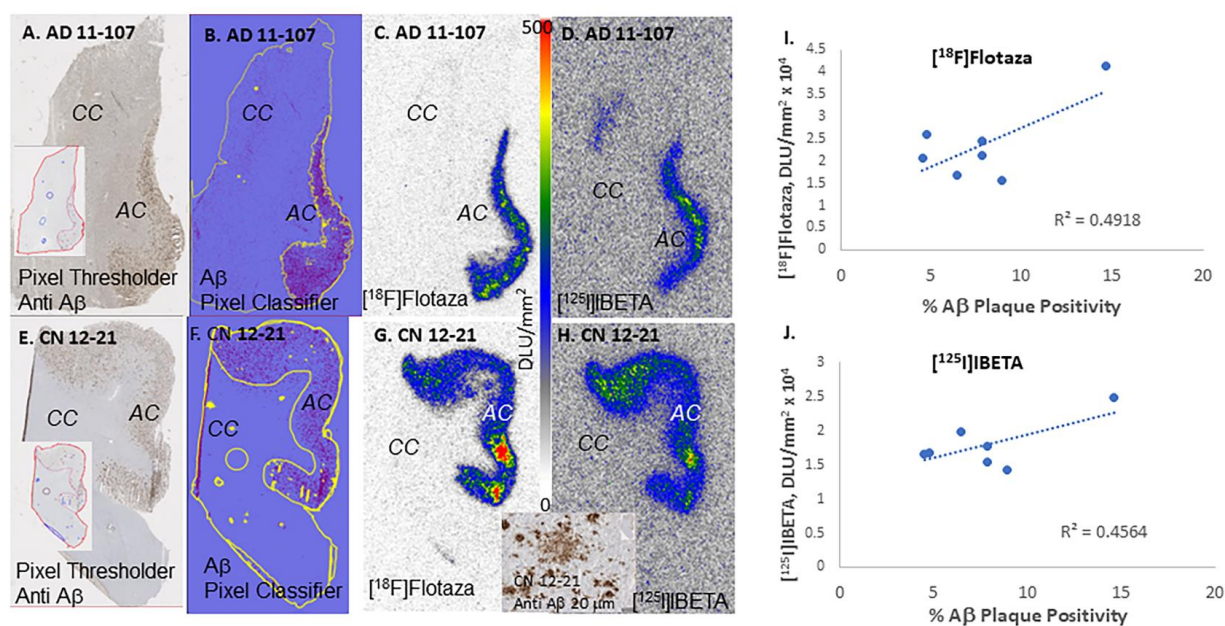 A. AD 11-107
CC
AC
Pixel Thresholder
Anti Aβ
B. AD 11-107
CC
AC
Aβ
Pixel Classifier
C. AD 11-107
CC
AC
[¹⁸F]Flotaza
500
DLU/mm²
0
D. AD 11-107
CC
AC
[¹²⁵I]IBETA
E. CN 12-21
CC
AC
Pixel Thresholder
Anti Aβ
F. CN 12-21
CC
AC
Aβ
Pixel Classifier
G. CN 12-21
AC
CC
[¹⁸F]Flotaza
H. CN 12-21
AC
CC
[¹²⁵I]IBETA
CN 12-21
Anti Aβ 20 µm
I.
[¹⁸F]Flotaza
[¹⁸F]Flotaza, DLU/mm² x 10⁴
4.5
4
3.5
3
2.5
2
1.5
1
0.5
0
R² = 0.4918
0 5 10 15 20
% Aβ Plaque Positivity
J.
[¹²⁵I]IBETA
[¹²⁵I]IBETA, DLU/mm² x 10⁴
3
2.5
2
1.5
1
0.5
0
R² = 0.4564
0 5 10 15 20
% Aβ Plaque Positivity